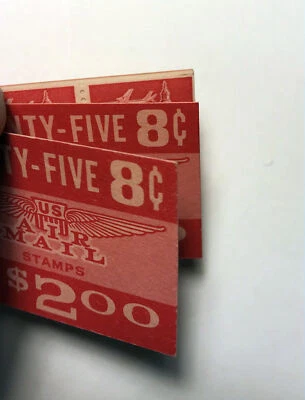 TY-FIVE 8¢
TY-FIVE 8¢
US
AIR
MAIL
STAMPS
$2.00